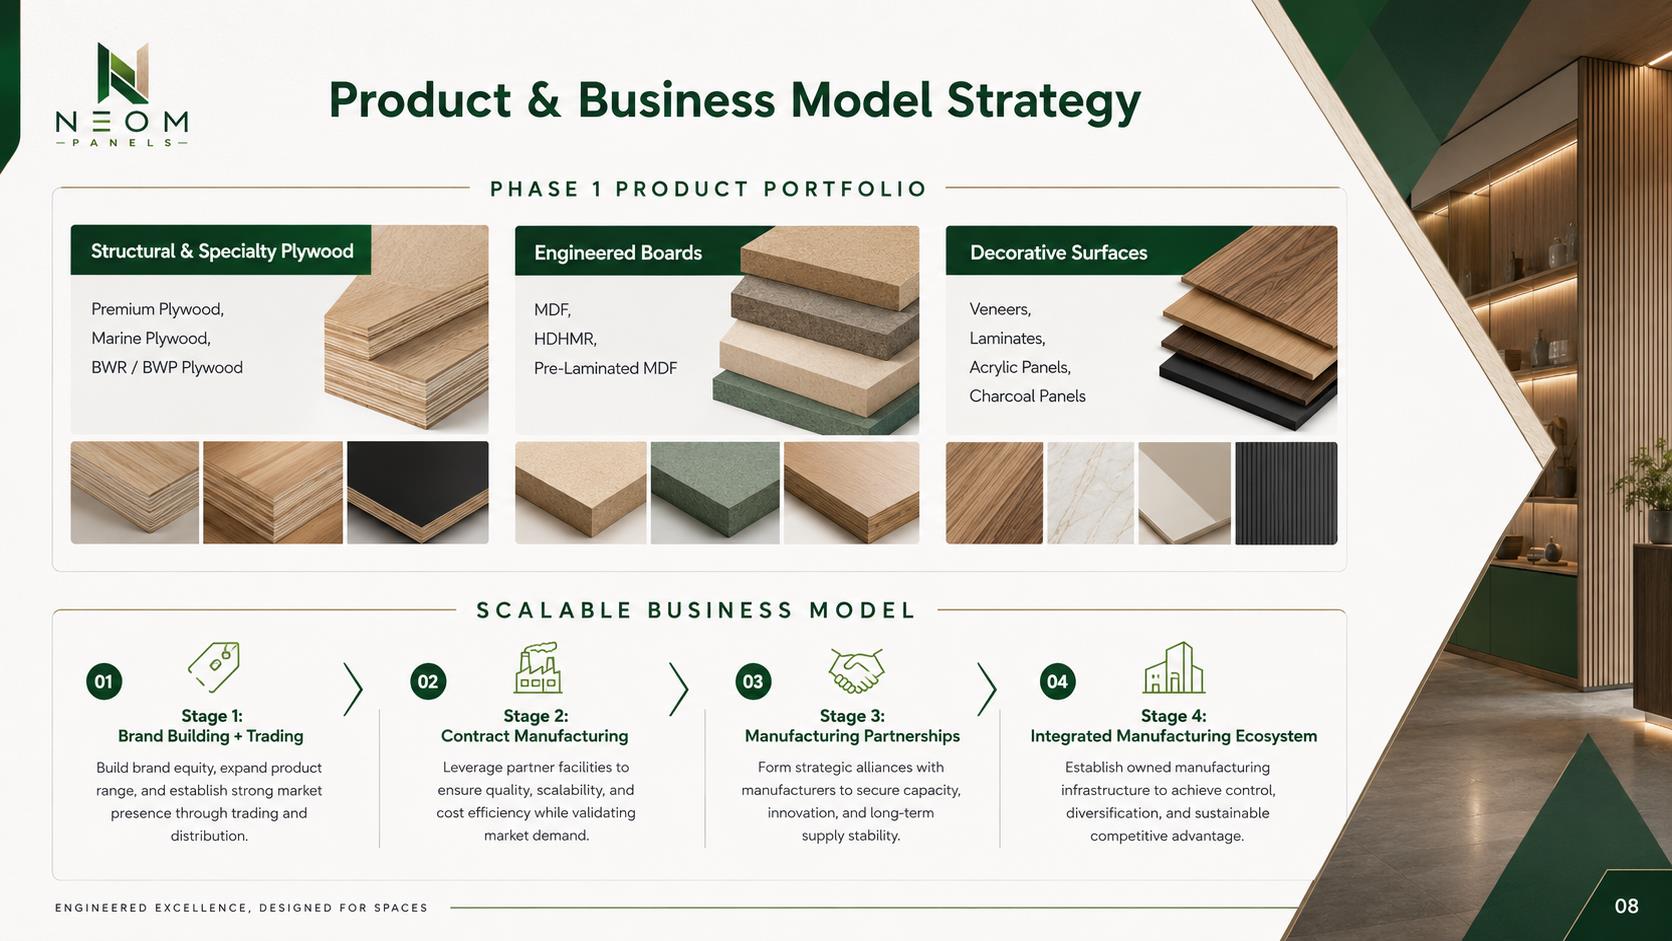 NEOM
PANELS
Product & Business Model Strategy
PHASE 1 PRODUCT PORTFOLIO
Structural & Specialty Plywood
Premium Plywood,
Marine Plywood,
BWR / BWP Plywood
Engineered Boards
MDF,
HDHMR,
Pre-Laminated MDF
Decorative Surfaces
Veneers,
Laminates,
Acrylic Panels,
Charcoal Panels
SCALABLE BUSINESS MODEL
01
Stage 1:
Brand Building + Trading
Build brand equity, expand product
range, and establish strong market
presence through trading and
distribution.
02
Stage 2:
Contract Manufacturing
Leverage partner facilities to
ensure quality, scalability, and
cost efficiency while validating
market demand.
03
Stage 3:
Manufacturing Partnerships
Form strategic alliances with
manufacturers to secure capacity,
innovation, and long-term
supply stability.
04
Stage 4:
Integrated Manufacturing Ecosystem
Establish owned manufacturing
infrastructure to achieve control,
diversification, and sustainable
competitive advantage.
ENGINEERED EXCELLENCE, DESIGNED FOR SPACES
08